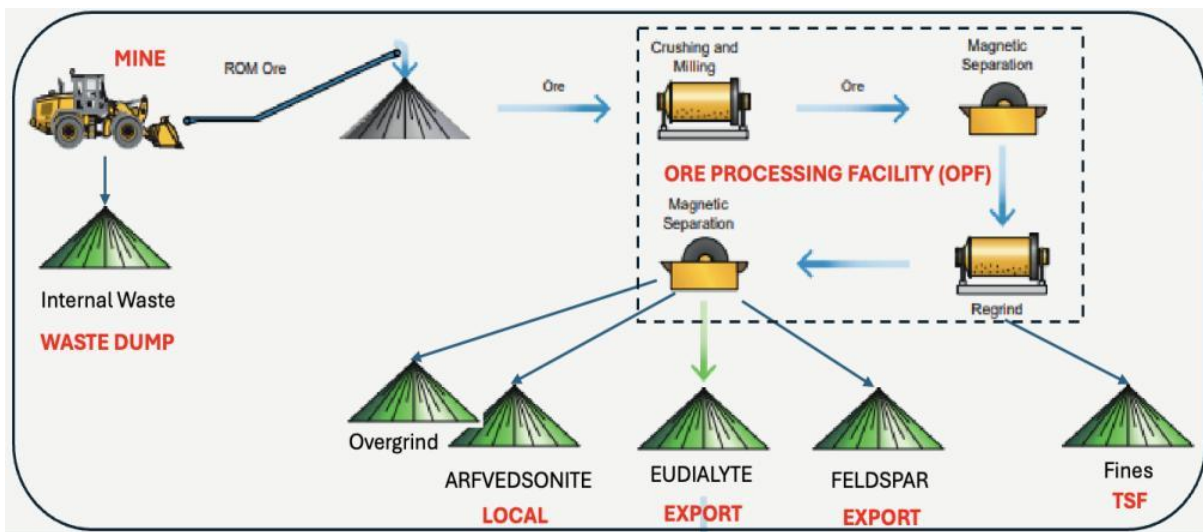 MINE
ROM Ore
Ore
Crushing and
Milling
Ore
Magnetic
Separation
ORE PROCESSING FACILITY (OPF)
Magnetic
Separation
Regrind
Internal Waste
WASTE DUMP
Overgrind
ARFVEDSONITE
LOCAL
EUDIALYTE
EXPORT
FELDSPAR
EXPORT
Fines
TSF